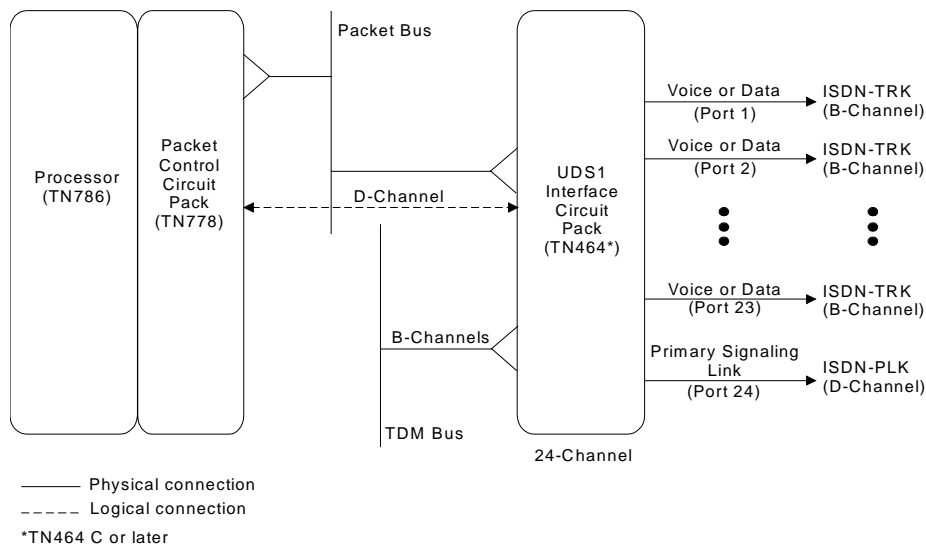 Packet Bus
Processor
(TN786)
Packet
Control
Circuit
Pack
(TN778)
D-Channel
UDS1
Interface
Circuit
Pack
(TN464*)
24-Channel
B-Channels
TDM Bus
Voice or Data
(Port 1)
ISDN-TRK
(B-Channel)
Voice or Data
(Port 2)
ISDN-TRK
(B-Channel)
Voice or Data
(Port 23)
ISDN-TRK
(B-Channel)
Primary Signaling
Link
(Port 24)
ISDN-PLK
(D-Channel)
Physical connection
Logical connection
*TN464 C or later